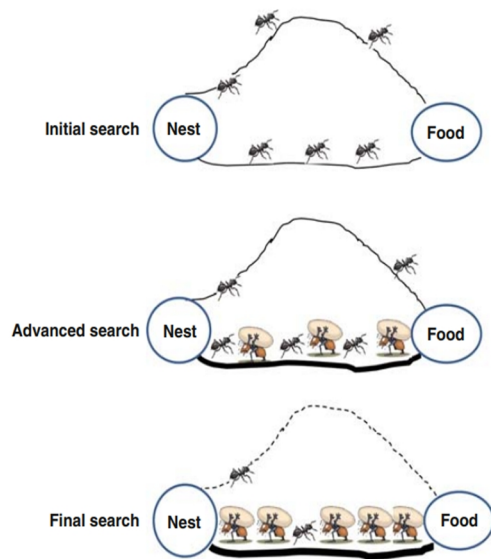 Initial search
Nest
Food
Advanced search
Nest
Food
Final search
Nest
Food